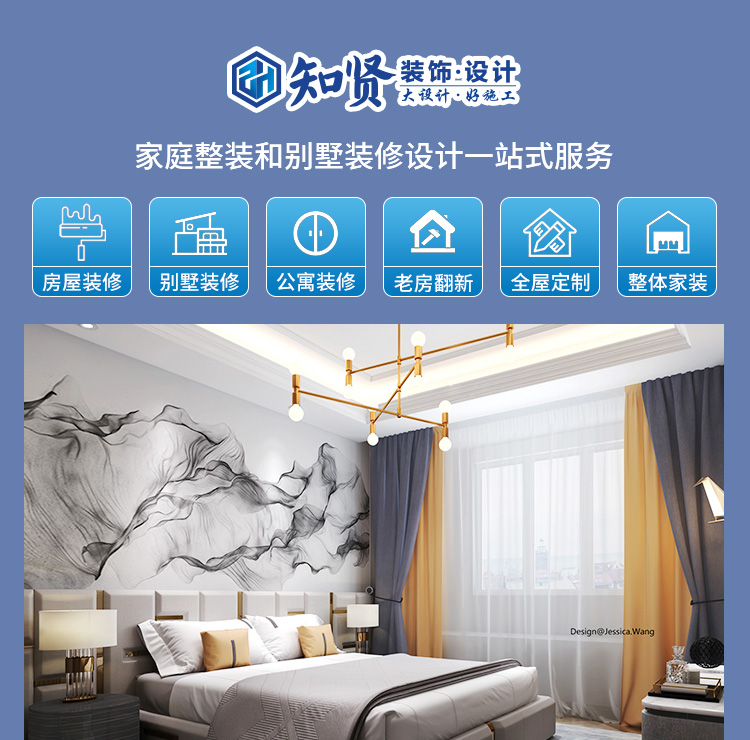 ZH 知贤 装饰·设计
大设计·好施工
家庭整装和别墅装修设计一站式服务
房屋装修 别墅装修 公寓装修 老房翻新 全屋定制 整体家装
Design@Jessica.Wang